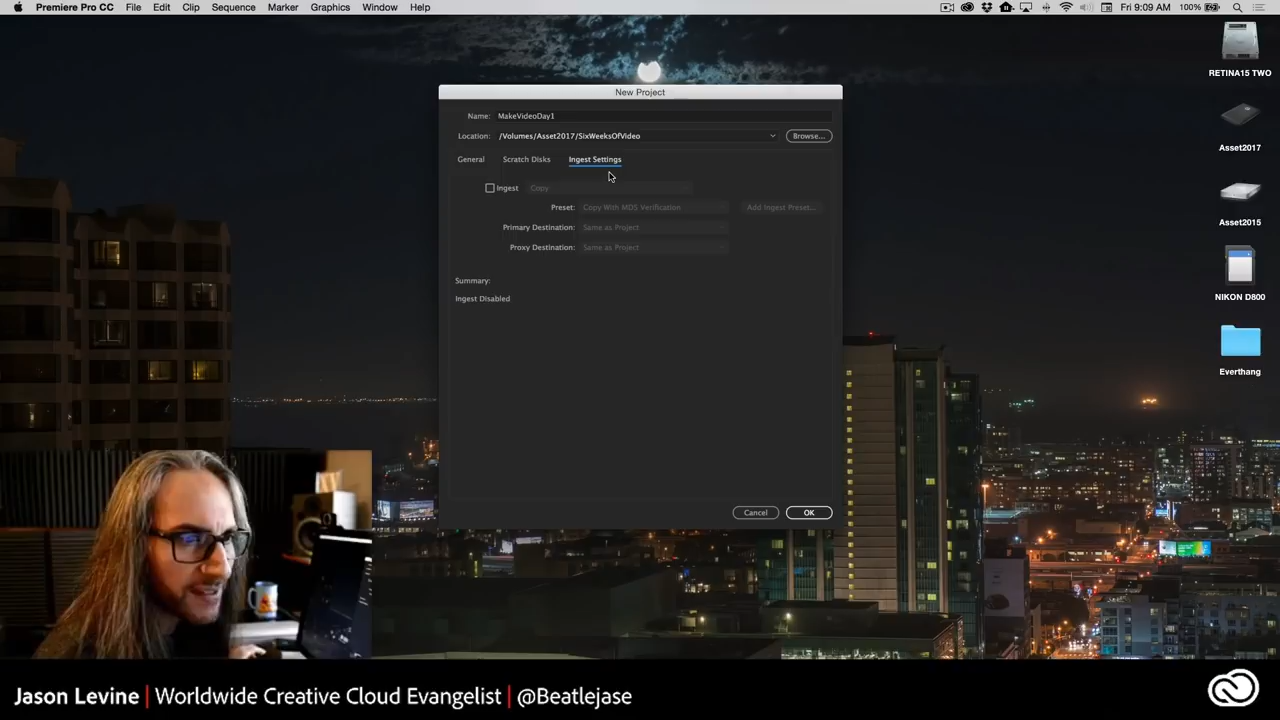 Premiere Pro CC File Edit Clip Sequence Marker Graphics Window Help
Fri 9:09 AM 100%
New Project
Name: MakeVideoDay1
Location: /Volumes/Asset2017/SixWeeksOfVideo Browse...
General Scratch Disks Ingest Settings
Ingest Copy
Preset: Copy With MD5 Verification Add Ingest Preset...
Primary Destination: Same as Project
Proxy Destination: Same as Project
Summary:
Ingest Disabled
Cancel OK
RETINA15 TWO
Asset2017
Asset2015
NIKON D800
Everthang
Jason Levine | Worldwide Creative Cloud Evangelist | @Beatlejase